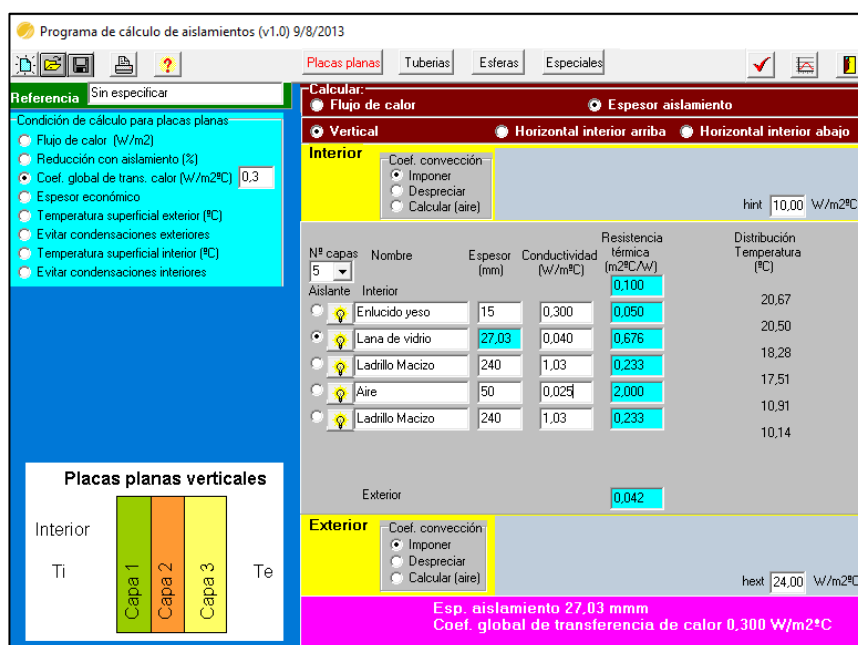 Programa de cálculo de aislamientos (v1.0) 9/8/2013
Placas planas Tuberias Esferas Especiales
Referencia Sin especificar
Calcular:
Flujo de calor Espesor aislamiento
Vertical Horizontal interior arriba Horizontal interior abajo
Condición de cálculo para placas planas
Flujo de calor (W/m2)
Reducción con aislamiento (%)
Coef. global de trans. calor (W/m2ºC) 0,3
Espesor económico
Temperatura superficial exterior (ºC)
Evitar condensaciones exteriores
Temperatura superficial interior (ºC)
Evitar condensaciones interiores
Interior
Coef. convección
Imponer
Despreciar
Calcular (aire)
hint 10,00 W/m2ºC
Nº capas Nombre Espesor (mm) Conductividad (W/mºC) Resistencia térmica (m2ºC/W) Distribución Temperatura (ºC)
5
Aislante Interior 0,100
20,67
Enlucido yeso 15 0,300 0,050
20,50
Lana de vidrio 27,03 0,040 0,676
18,28
Ladrillo Macizo 240 1,03 0,233
17,51
Aire 50 0,025 2,000
10,91
Ladrillo Macizo 240 1,03 0,233
10,14
Exterior 0,042
Exterior
Coef. convección
Imponer
Despreciar
Calcular (aire)
hext 24,00 W/m2ºC
Esp. aislamiento 27,03 mmm
Coef. global de transferencia de calor 0,300 W/m2ºC
Placas planas verticales
Interior
Ti
Capa 1
Capa 2
Capa 3
Te